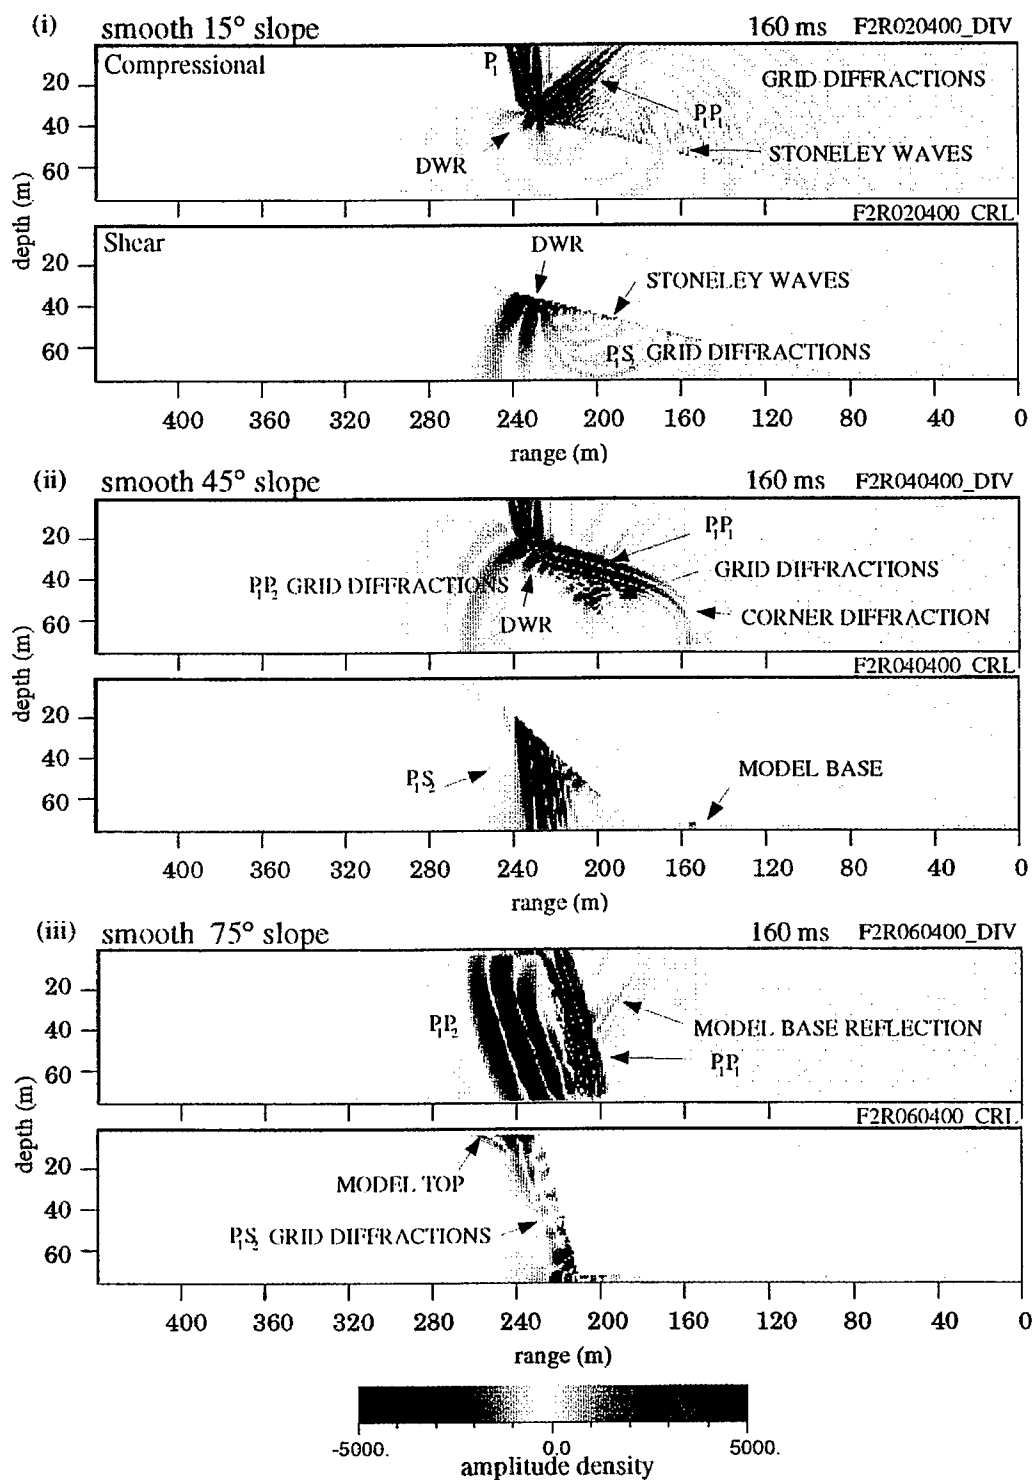 (i) smooth 15° slope 160 ms F2R020400_DIV
Compressional
P₁
GRID DIFFRACTIONS
P₁P₁
DWR
STONELEY WAVES
20
40
60
F2R020400_CRL
Shear
DWR
STONELEY WAVES
P₁S₂ GRID DIFFRACTIONS
20
40
60
depth (m)
400 360 320 280 240 200 160 120 80 40 0
range (m)
(ii) smooth 45° slope 160 ms F2R040400_DIV
P₁P₁
GRID DIFFRACTIONS
P₁P₂ GRID DIFFRACTIONS
DWR
CORNER DIFFRACTION
20
40
60
F2R040400_CRL
P₁S₂
MODEL BASE
20
40
60
depth (m)
400 360 320 280 240 200 160 120 80 40 0
range (m)
(iii) smooth 75° slope 160 ms F2R060400_DIV
P₁P₂
MODEL BASE REFLECTION
P₁P₁
20
40
60
F2R060400_CRL
MODEL TOP
P₁S₂ GRID DIFFRACTIONS
20
40
60
depth (m)
400 360 320 280 240 200 160 120 80 40 0
range (m)
-5000. 0.0 5000.
amplitude density